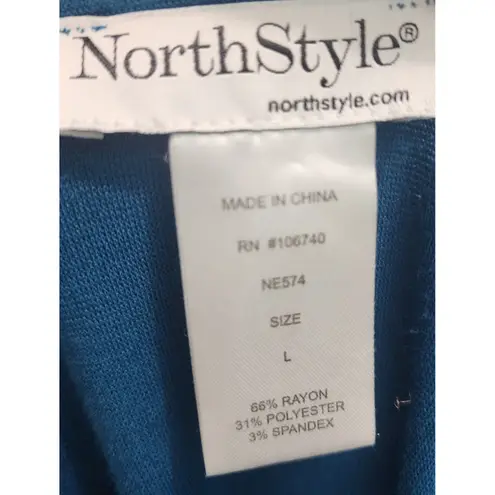 NorthStyle®
northstyle.com
MADE IN CHINA
RN #106740
NE574
SIZE
L
66% RAYON
31% POLYESTER
3% SPANDEX